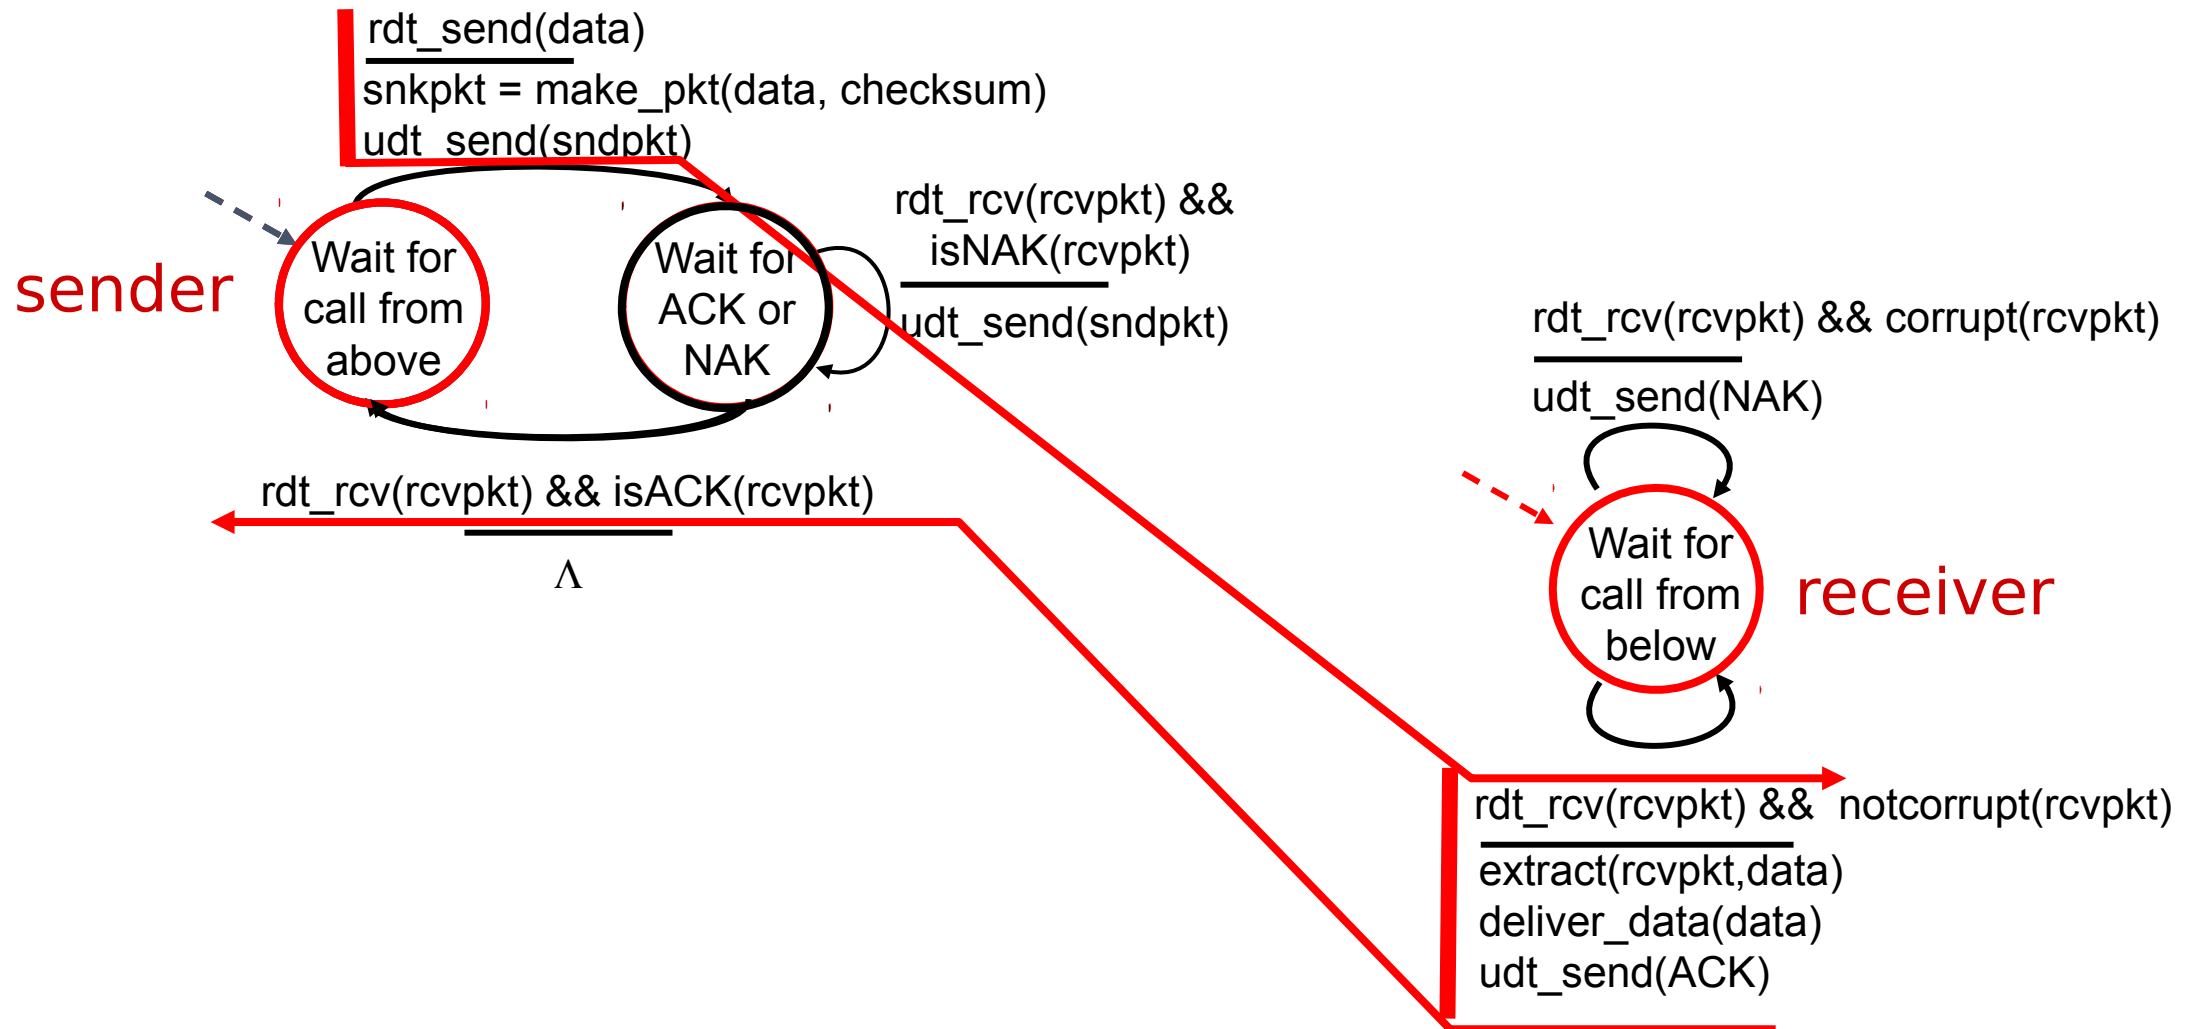 rdt_send(data)
snkpkt = make_pkt(data, checksum)
udt_send(sndpkt)
sender
Wait for
call from
above
Wait for
ACK or
NAK
rdt_rcv(rcvpkt) &&
isNAK(rcvpkt)
udt_send(sndpkt)
rdt_rcv(rcvpkt) && isACK(rcvpkt)
Λ
rdt_rcv(rcvpkt) && corrupt(rcvpkt)
udt_send(NAK)
Wait for
call from
below
receiver
rdt_rcv(rcvpkt) && notcorrupt(rcvpkt)
extract(rcvpkt,data)
deliver_data(data)
udt_send(ACK)